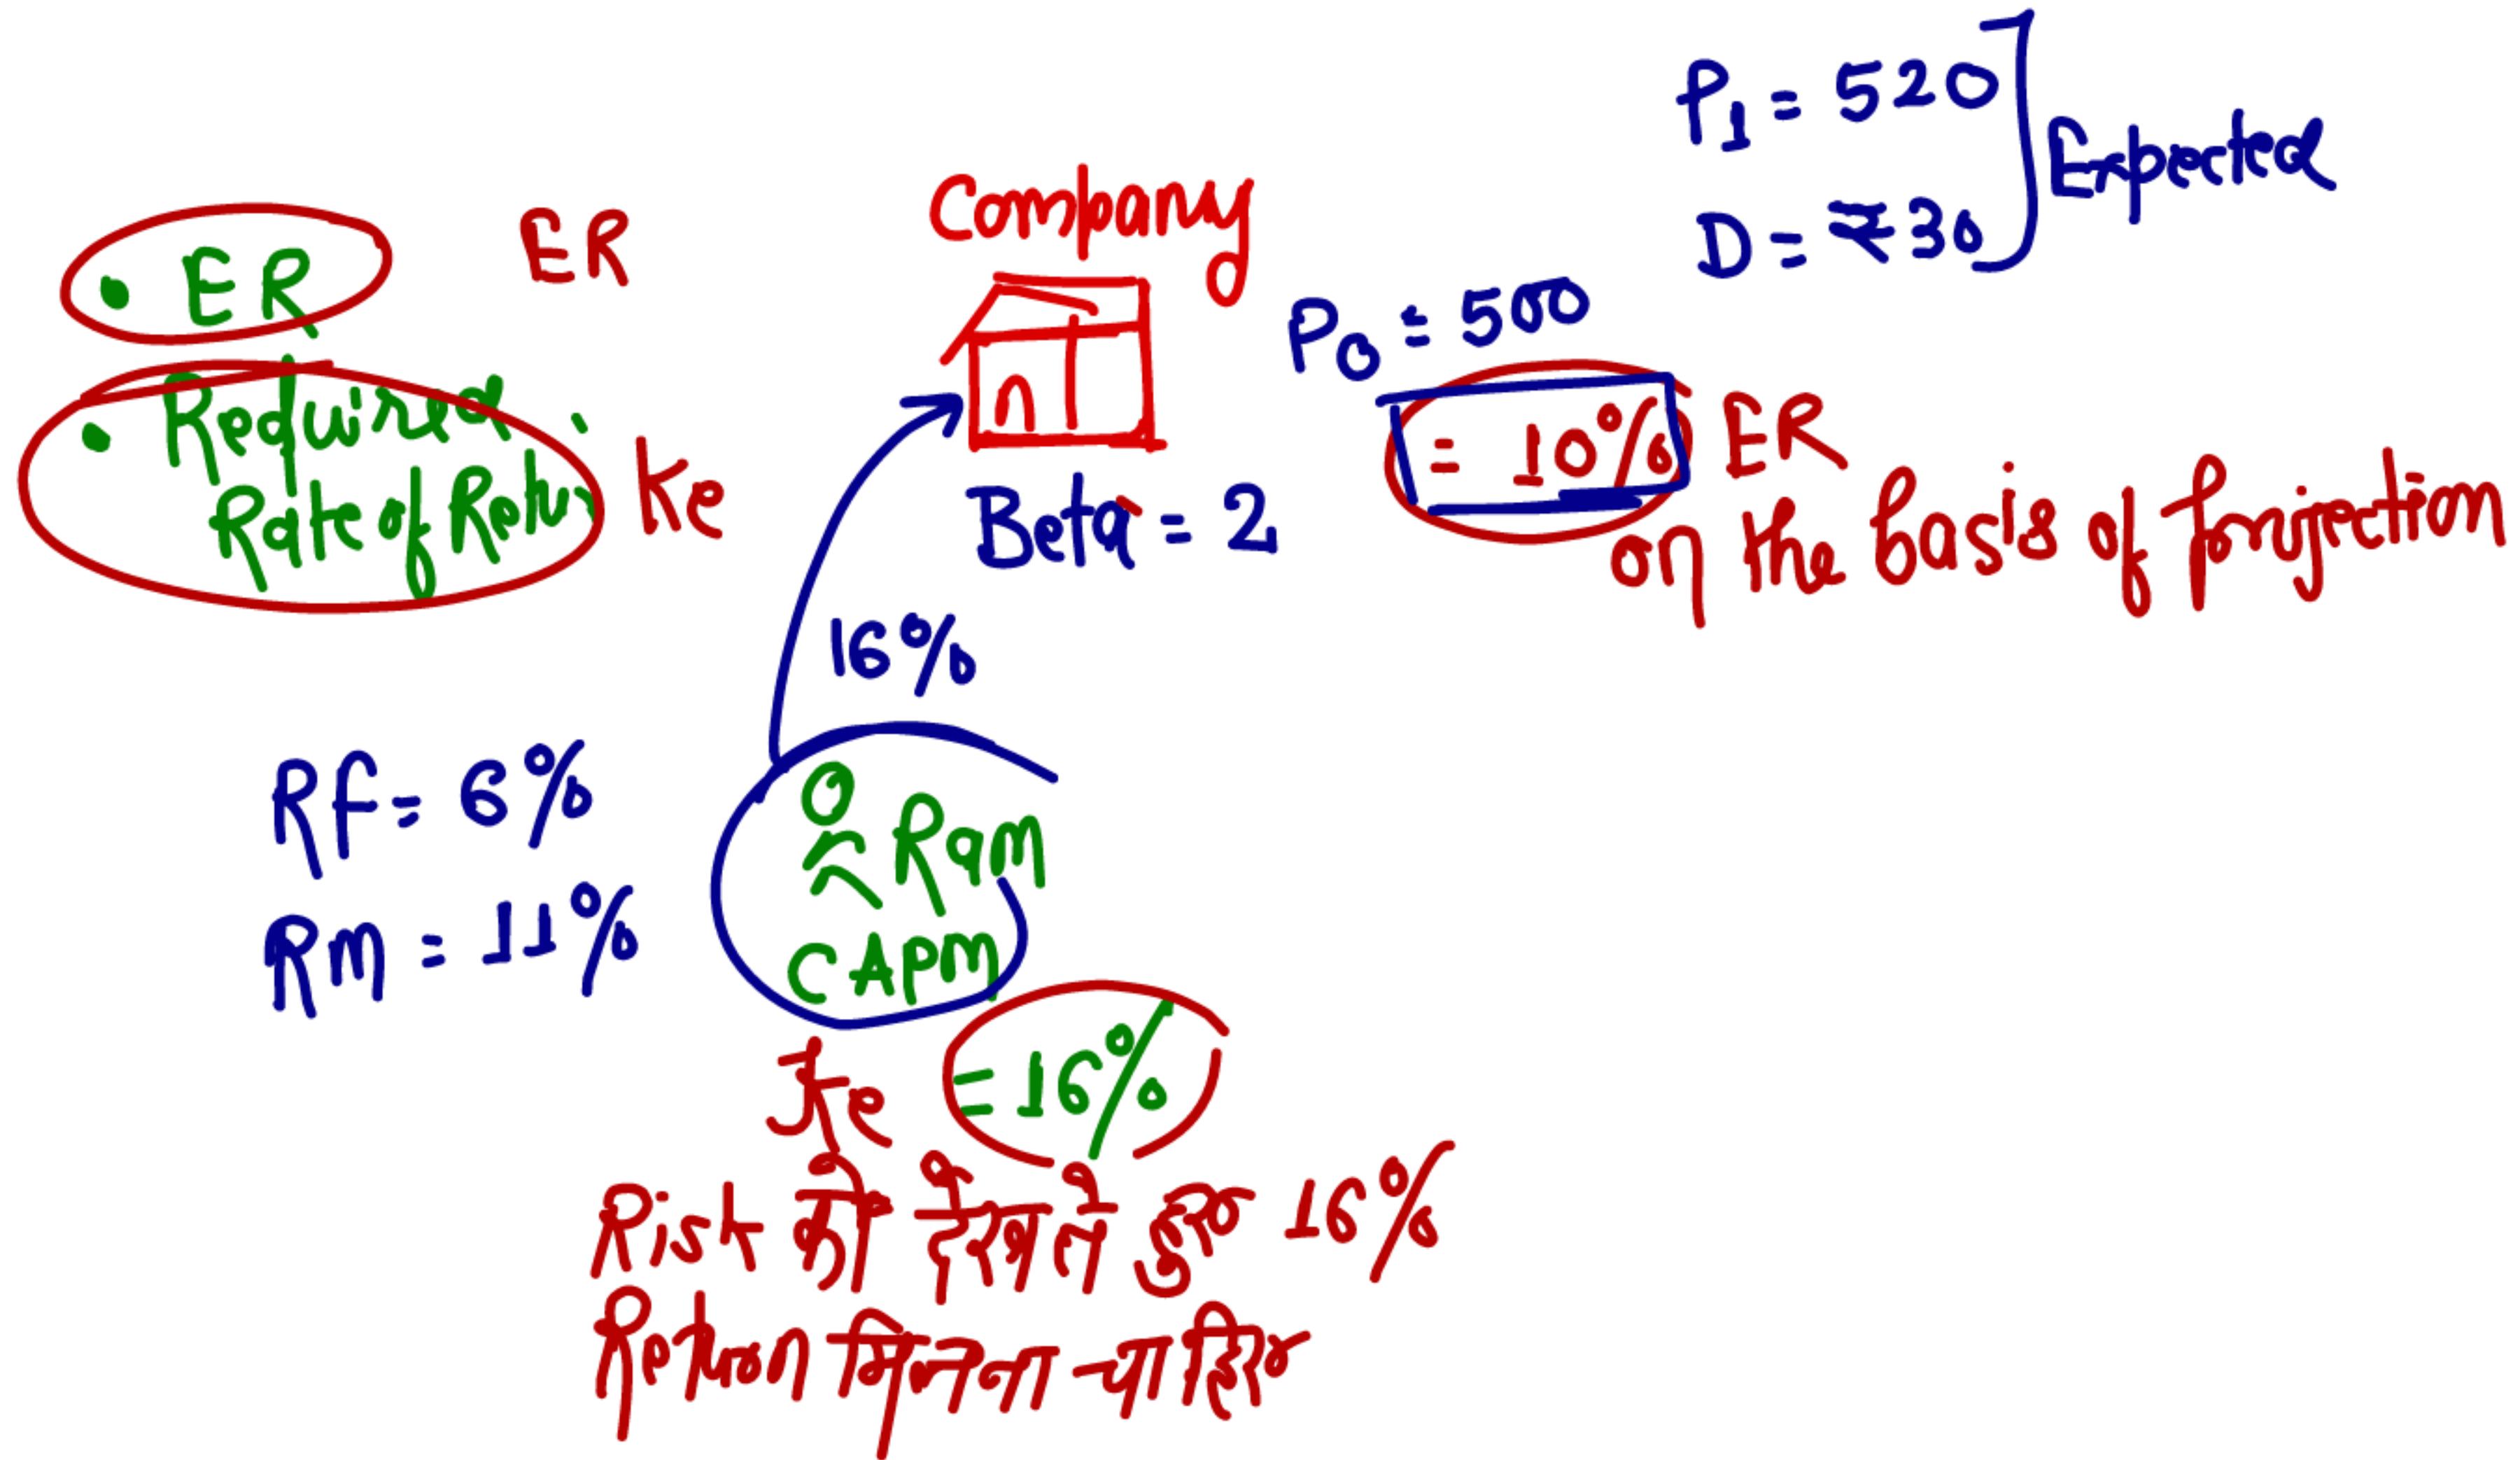 P1 = 520
D = ₹30
Expected
Company
• ER
ER
P0 = 500
= 10% ER
on the basis of Projection
• Required
Rate of Retu
Ke
Beta = 2
16%
Rf = 6%
Ram
Rm = 11%
CAPM
Ke = 16%
Risk को देखते हुए 16%
Return मिलना चाहिए